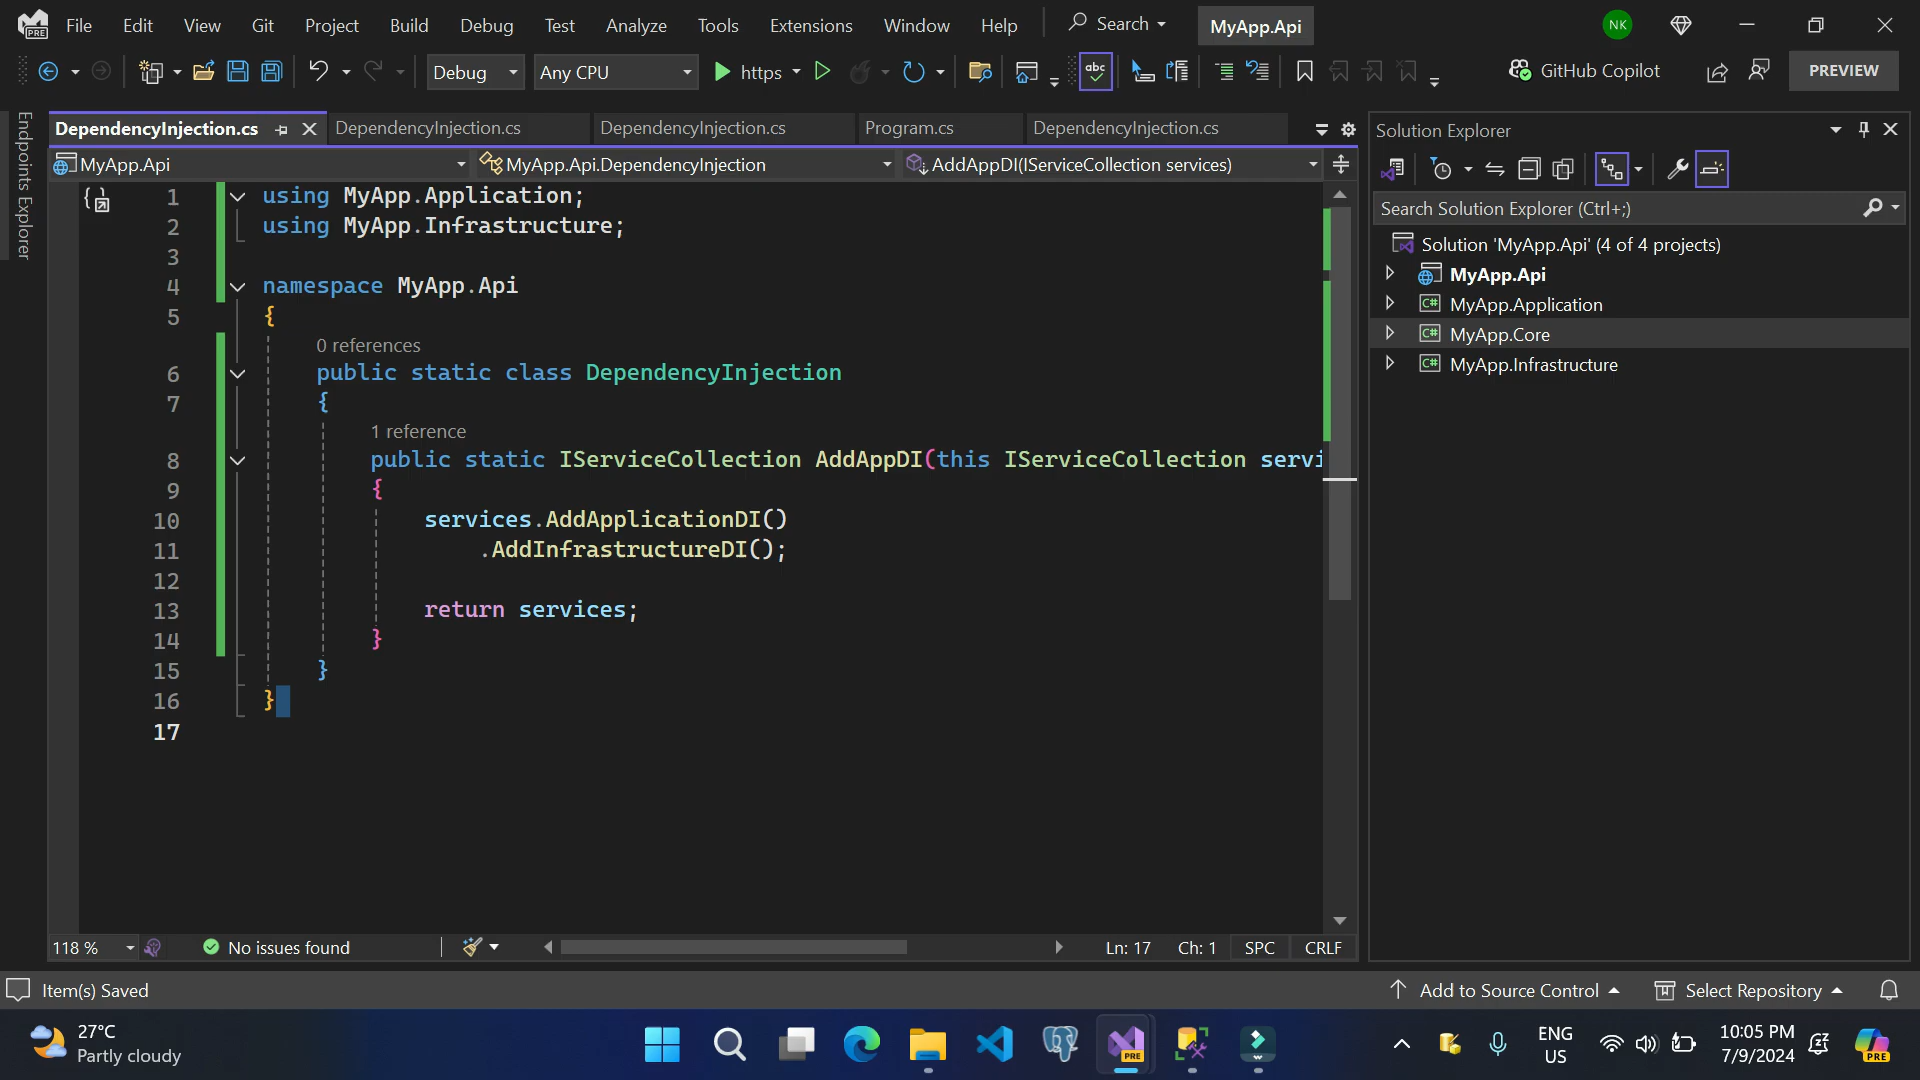 File Edit View Git Project Build Debug Test Analyze Tools Extensions Window Help Search MyApp.Api NK
PRE
Debug Any CPU https abc GitHub Copilot PREVIEW
Endpoints Explorer
DependencyInjection.cs DependencyInjection.cs DependencyInjection.cs Program.cs DependencyInjection.cs
MyApp.Api MyApp.Api.DependencyInjection AddAppDI(IServiceCollection services)
1 using MyApp.Application;
2 using MyApp.Infrastructure;
3
4 namespace MyApp.Api
5 {
0 references
6 public static class DependencyInjection
7 {
1 reference
8 public static IServiceCollection AddAppDI(this IServiceCollection servi
9 {
10 services.AddApplicationDI()
11 .AddInfrastructureDI();
12
13 return services;
14 }
15 }
16 }
17
118 % No issues found Ln: 17 Ch: 1 SPC CRLF
Solution Explorer
Search Solution Explorer (Ctrl+;)
Solution 'MyApp.Api' (4 of 4 projects)
MyApp.Api
C# MyApp.Application
C# MyApp.Core
C# MyApp.Infrastructure
Item(s) Saved Add to Source Control Select Repository
27°C
Partly cloudy
PRE
ENG
US
10:05 PM
7/9/2024
PRE